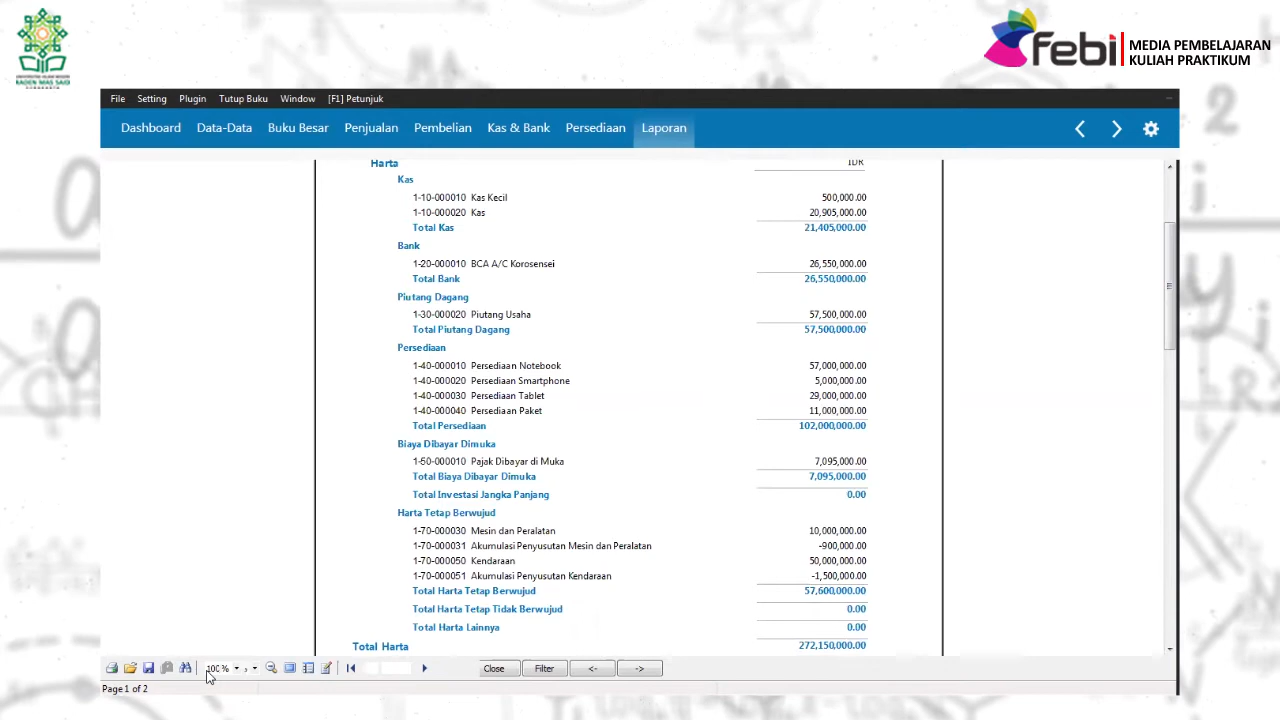 UNIVERSITAS ISLAM NEGERI
RADEN MAS SAID
SURAKARTA
febi
MEDIA PEMBELAJARAN
KULIAH PRAKTIKUM
File Setting Plugin Tutup Buku Window [F1] Petunjuk
Dashboard Data-Data Buku Besar Penjualan Pembelian Kas & Bank Persediaan Laporan
Harta IDR
Kas
1-10-000010 Kas Kecil 500,000.00
1-10-000020 Kas 20,905,000.00
Total Kas 21,405,000.00
Bank
1-20-000010 BCA A/C Korosensei 26,550,000.00
Total Bank 26,550,000.00
Piutang Dagang
1-30-000020 Piutang Usaha 57,500,000.00
Total Piutang Dagang 57,500,000.00
Persediaan
1-40-000010 Persediaan Notebook 57,000,000.00
1-40-000020 Persediaan Smartphone 5,000,000.00
1-40-000030 Persediaan Tablet 29,000,000.00
1-40-000040 Persediaan Paket 11,000,000.00
Total Persediaan 102,000,000.00
Biaya Dibayar Dimuka
1-50-000010 Pajak Dibayar di Muka 7,095,000.00
Total Biaya Dibayar Dimuka 7,095,000.00
Total Investasi Jangka Panjang 0.00
Harta Tetap Berwujud
1-70-000030 Mesin dan Peralatan 10,000,000.00
1-70-000031 Akumulasi Penyusutan Mesin dan Peralatan -900,000.00
1-70-000050 Kendaraan 50,000,000.00
1-70-000051 Akumulasi Penyusutan Kendaraan -1,500,000.00
Total Harta Tetap Berwujud 57,600,000.00
Total Harta Tetap Tidak Berwujud 0.00
Total Harta Lainnya 0.00
Total Harta 272,150,000.00
100% Close Filter <- ->
Page 1 of 2